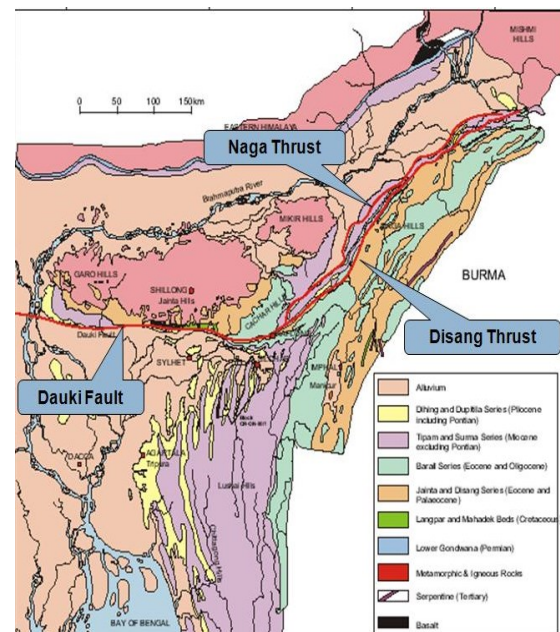 MISHMI
HILLS
0 50 100 150km
EASTERN HIMALAYA
Naga Thrust
Brahmaputra River
MIKIR HILLS
NAGA HILLS
GARO HILLS
SHILLONG
Jainta Hills
BURMA
CACHAR HILLS
Disang Thrust
Dauki Fault
SYLHET
IMPHAL
Manipur
Dauki Fault
AGARTALA
Tripura
DACCA
Lushai Hills
BAY OF BENGAL
Alluvium
Dihing and Dupitila Series (Pliocene
including Pontian)
Tipam and Surma Series (Miocene
excluding Pontian)
Barail Series (Eocene and Oligocene)
Jainta and Disang Series (Eocene and
Palaeocene)
Langpar and Mahadek Beds (Cretaceous)
Lower Gondwana (Permian)
Metamorphic & Igneous Rocks
Serpentine (Tertiary)
Basalt